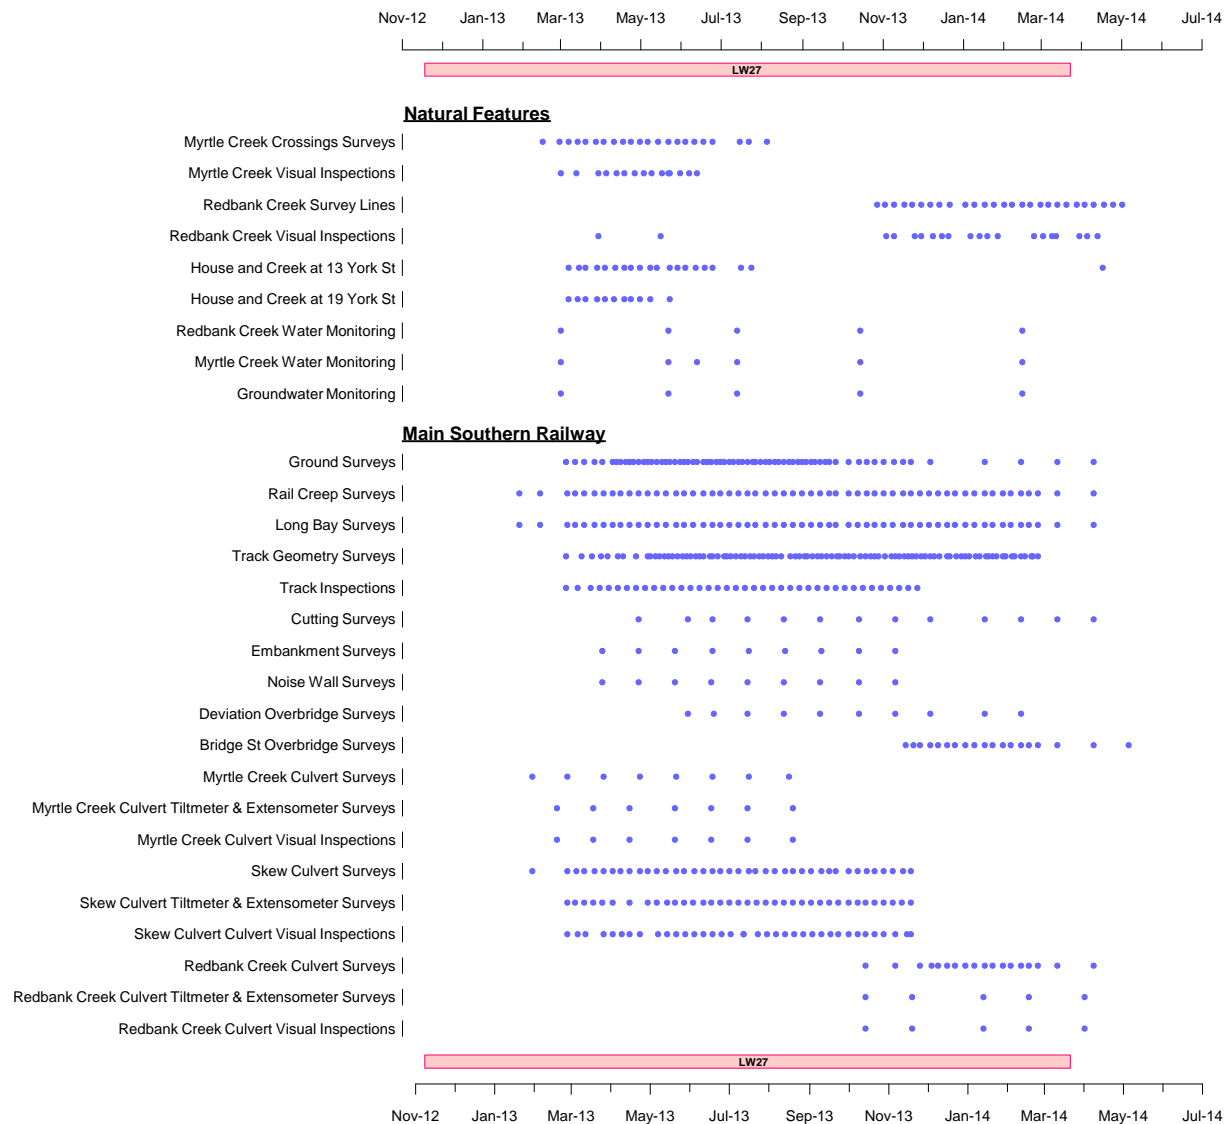 Nov-12 Jan-13 Mar-13 May-13 Jul-13 Sep-13 Nov-13 Jan-14 Mar-14 May-14 Jul-14
LW27
Natural Features
Myrtle Creek Crossings Surveys
Myrtle Creek Visual Inspections
Redbank Creek Survey Lines
Redbank Creek Visual Inspections
House and Creek at 13 York St
House and Creek at 19 York St
Redbank Creek Water Monitoring
Myrtle Creek Water Monitoring
Groundwater Monitoring
Main Southern Railway
Ground Surveys
Rail Creep Surveys
Long Bay Surveys
Track Geometry Surveys
Track Inspections
Cutting Surveys
Embankment Surveys
Noise Wall Surveys
Deviation Overbridge Surveys
Bridge St Overbridge Surveys
Myrtle Creek Culvert Surveys
Myrtle Creek Culvert Tiltmeter & Extensometer Surveys
Myrtle Creek Culvert Visual Inspections
Skew Culvert Surveys
Skew Culvert Tiltmeter & Extensometer Surveys
Skew Culvert Culvert Visual Inspections
Redbank Creek Culvert Surveys
Redbank Creek Culvert Tiltmeter & Extensometer Surveys
Redbank Creek Culvert Visual Inspections
LW27
Nov-12 Jan-13 Mar-13 May-13 Jul-13 Sep-13 Nov-13 Jan-14 Mar-14 May-14 Jul-14